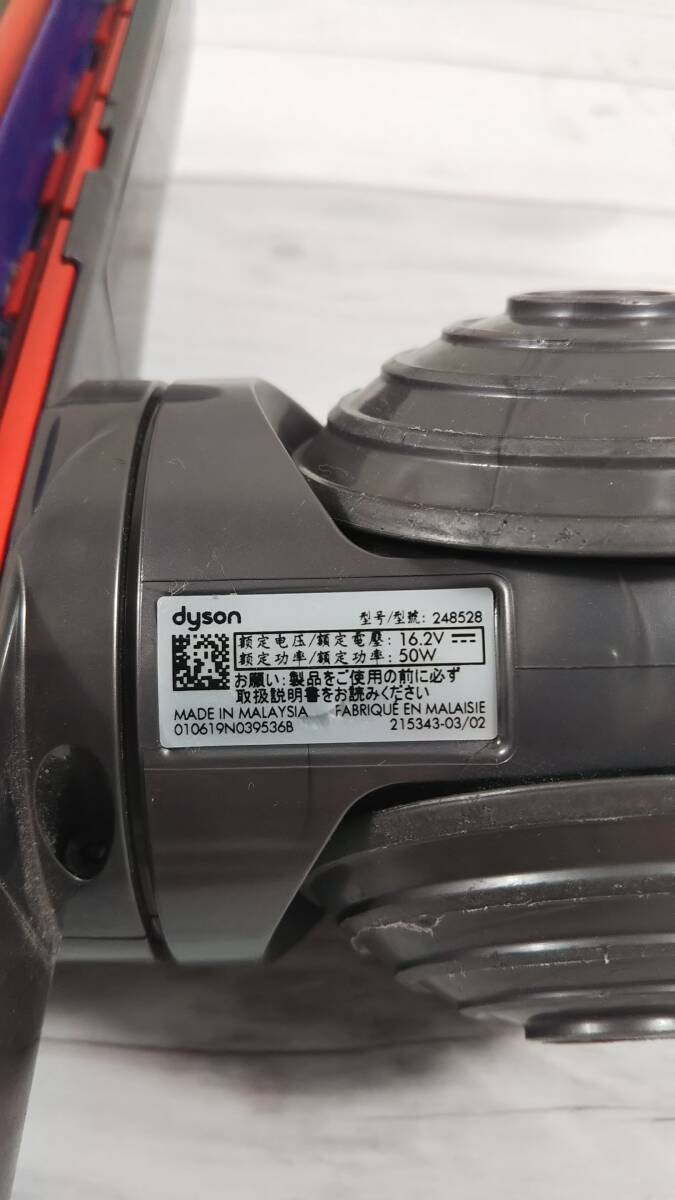 dyson
型号/型號: 248528
额定电压/額定電壓: 16.2V
额定功率/額定功率: 50W
お願い:製品をご使用の前に必ず
取扱説明書をお読みください
MADE IN MALAYSIA FABRIQUÉ EN MALAISIE
010619N039536B 215343-03/02